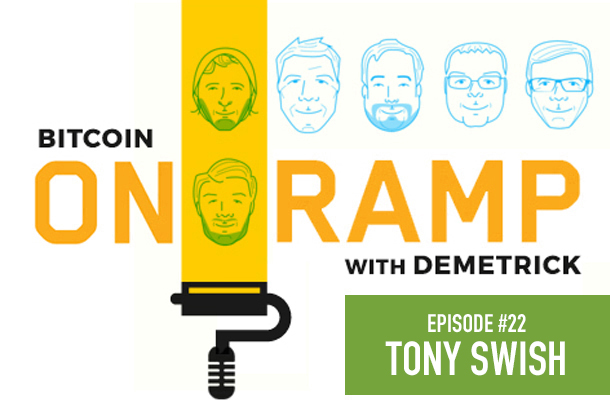 BITCOIN
ON RAMP
WITH DEMETRICK
EPISODE #22
TONY SWISH